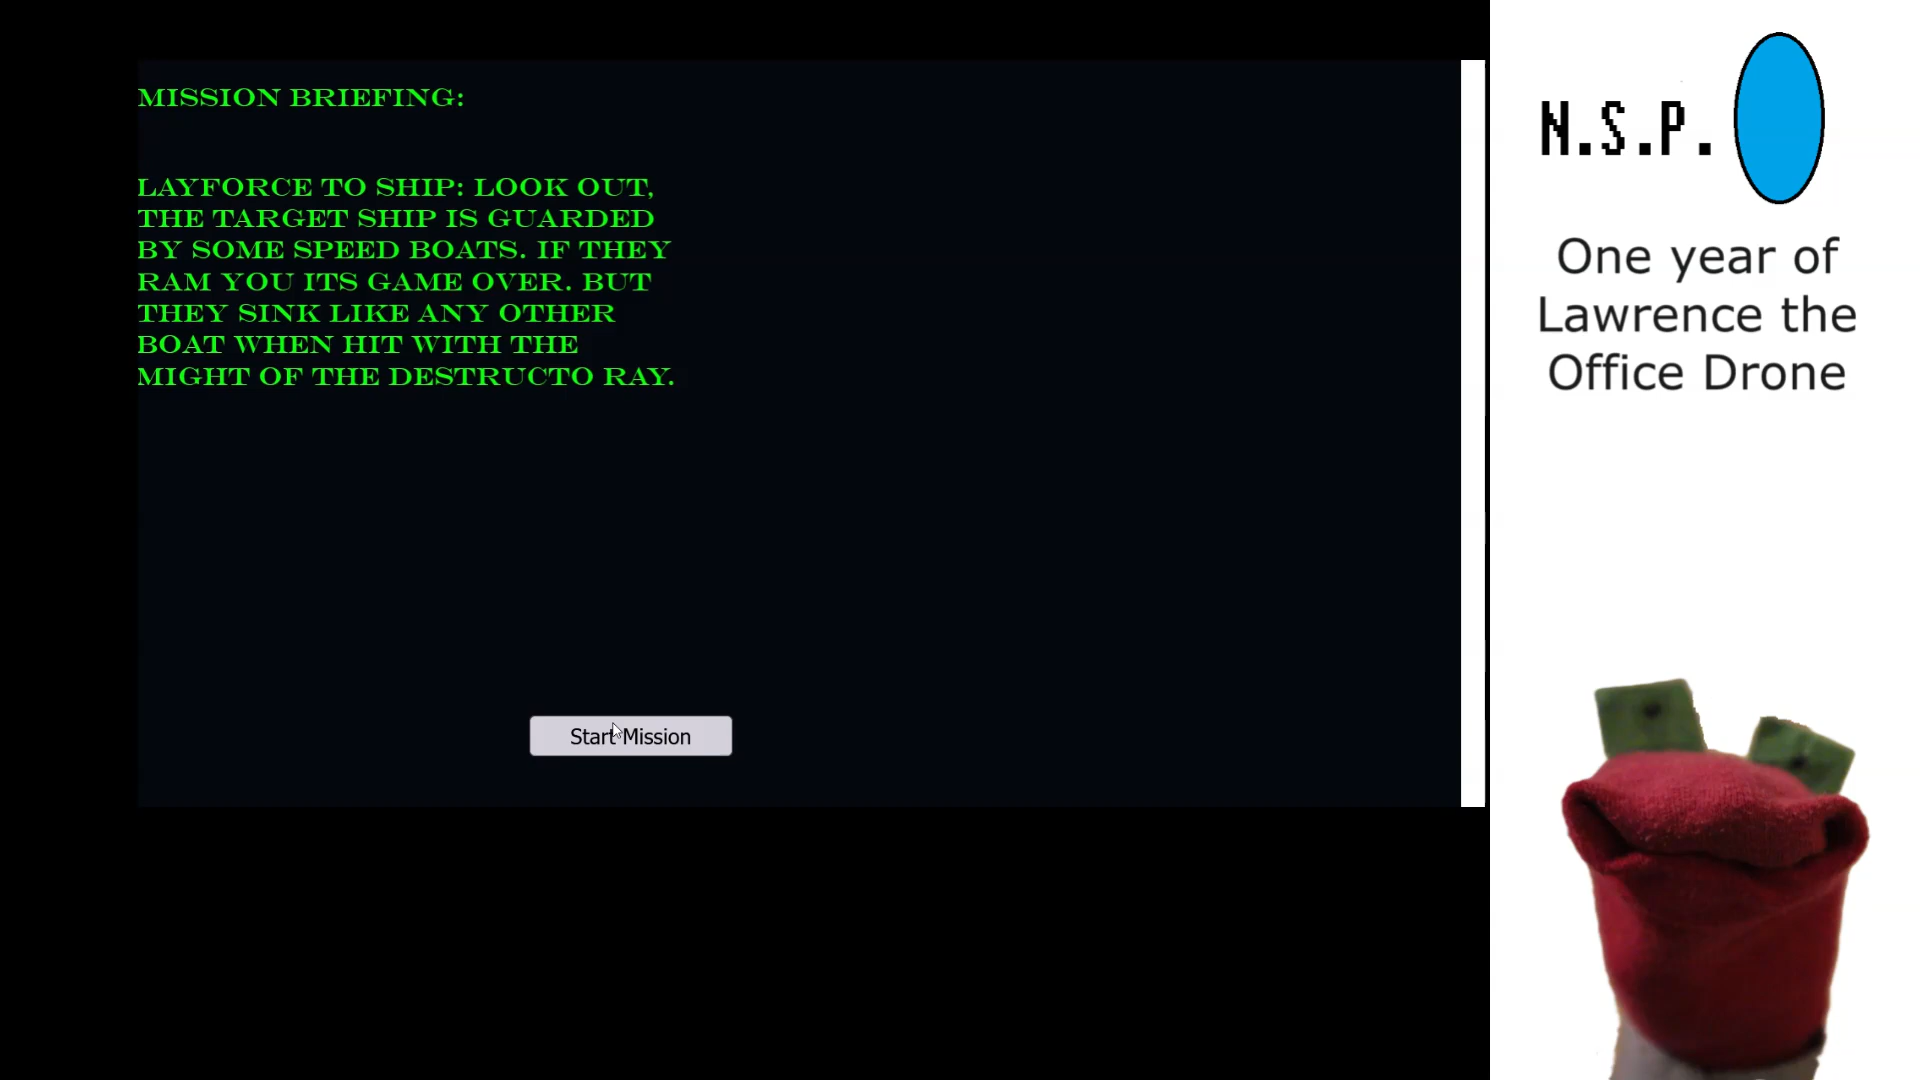 MISSION BRIEFING:
LAYFORCE TO SHIP: LOOK OUT,
THE TARGET SHIP IS GUARDED
BY SOME SPEED BOATS. IF THEY
RAM YOU ITS GAME OVER. BUT
THEY SINK LIKE ANY OTHER
BOAT WHEN HIT WITH THE
MIGHT OF THE DESTRUCTO RAY.
Start Mission
N.S.P.
One year of
Lawrence the
Office Drone